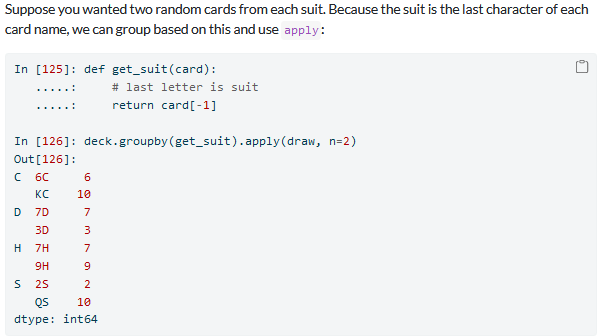 Suppose you wanted two random cards from each suit. Because the suit is the last character of each
card name, we can group based on this and use apply:
In [125]: def get_suit(card):
   .....:     # last letter is suit
   .....:     return card[-1]
In [126]: deck.groupby(get_suit).apply(draw, n=2)
Out[126]:
C  6C     6
   KC    10
D  7D     7
   3D     3
H  7H     7
   9H     9
S  2S     2
   QS    10
dtype: int64